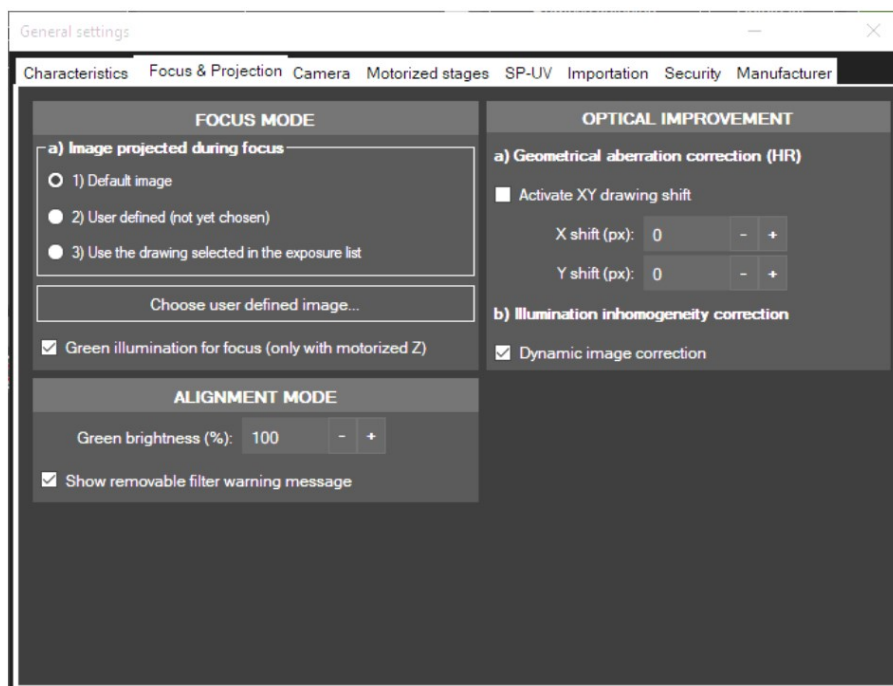 General settings
Characteristics Focus & Projection Camera Motorized stages SP-UV Importation Security Manufacturer
FOCUS MODE
a) Image projected during focus
1) Default image
2) User defined (not yet chosen)
3) Use the drawing selected in the exposure list
Choose user defined image...
Green illumination for focus (only with motorized Z)
ALIGNMENT MODE
Green brightness (%): 100 - +
Show removable filter warning message
OPTICAL IMPROVEMENT
a) Geometrical aberration correction (HR)
Activate XY drawing shift
X shift (px): 0 - +
Y shift (px): 0 - +
b) Illumination inhomogeneity correction
Dynamic image correction